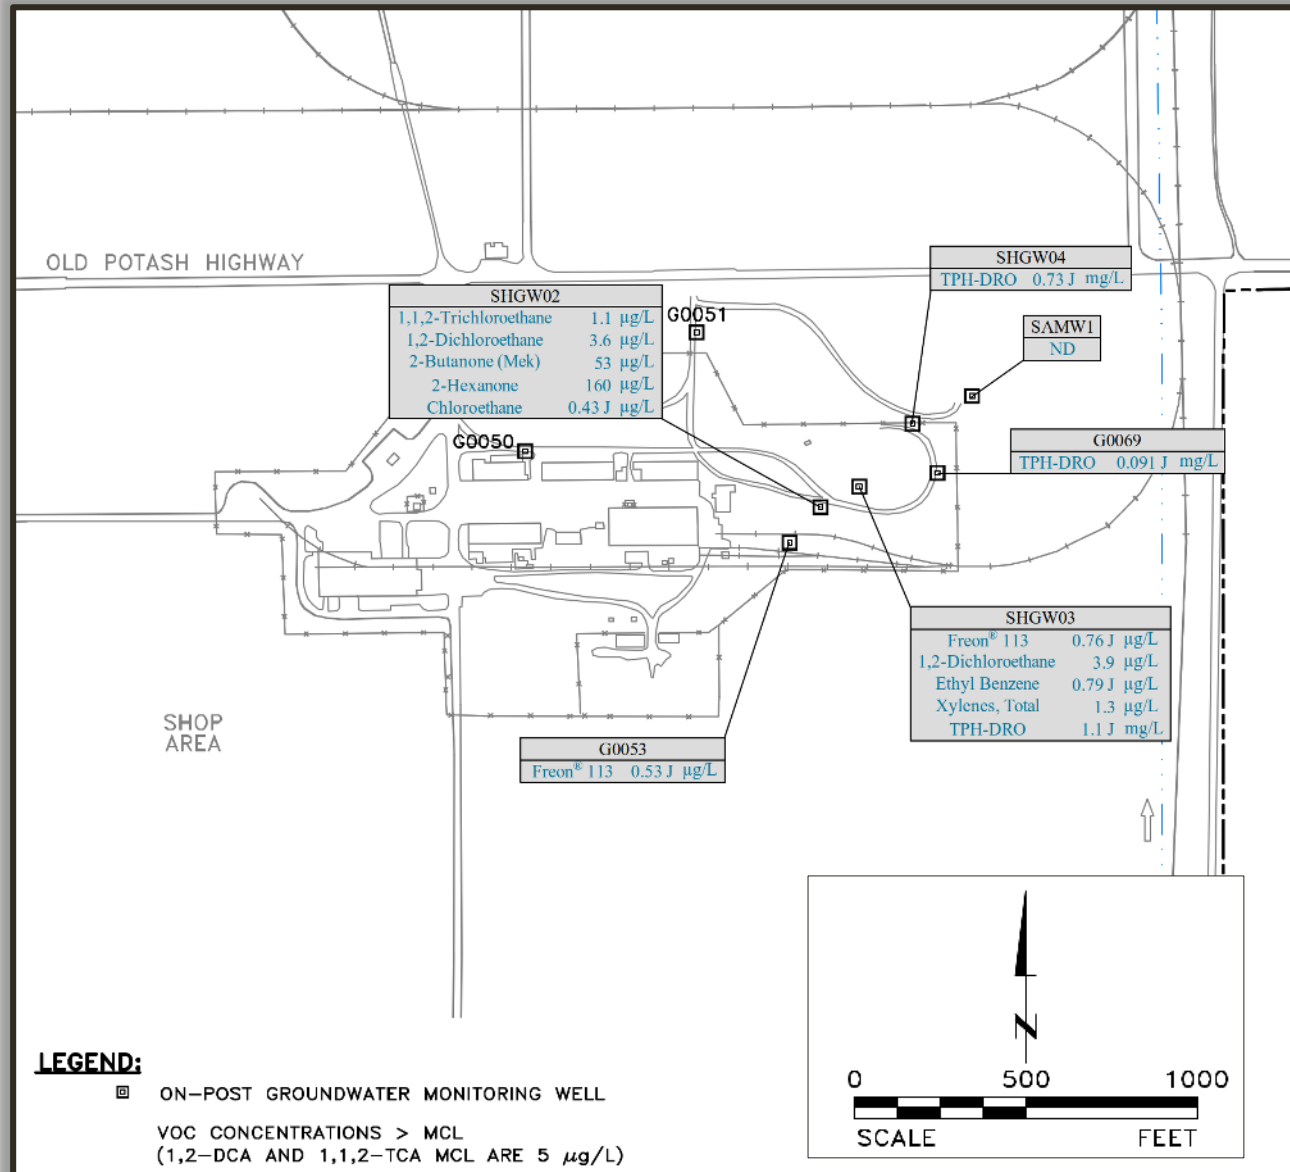 OLD POTASH HIGHWAY
SHGW04
TPH-DRO 0.73 J mg/L
SHGW02
1,1,2-Trichloroethane 1.1 µg/L
1,2-Dichloroethane 3.6 µg/L
2-Butanone (Mek) 53 µg/L
2-Hexanone 160 µg/L
Chloroethane 0.43 J µg/L
G0051
SAMW1
ND
G0050
G0069
TPH-DRO 0.091 J mg/L
SHGW03
Freon® 113 0.76 J µg/L
1,2-Dichloroethane 3.9 µg/L
Ethyl Benzene 0.79 J µg/L
Xylenes, Total 1.3 µg/L
TPH-DRO 1.1 J mg/L
SHOP
AREA
G0053
Freon® 113 0.53 J µg/L
N
0 500 1000
SCALE FEET
LEGEND:
ON-POST GROUNDWATER MONITORING WELL
VOC CONCENTRATIONS > MCL
(1,2-DCA AND 1,1,2-TCA MCL ARE 5 µg/L)